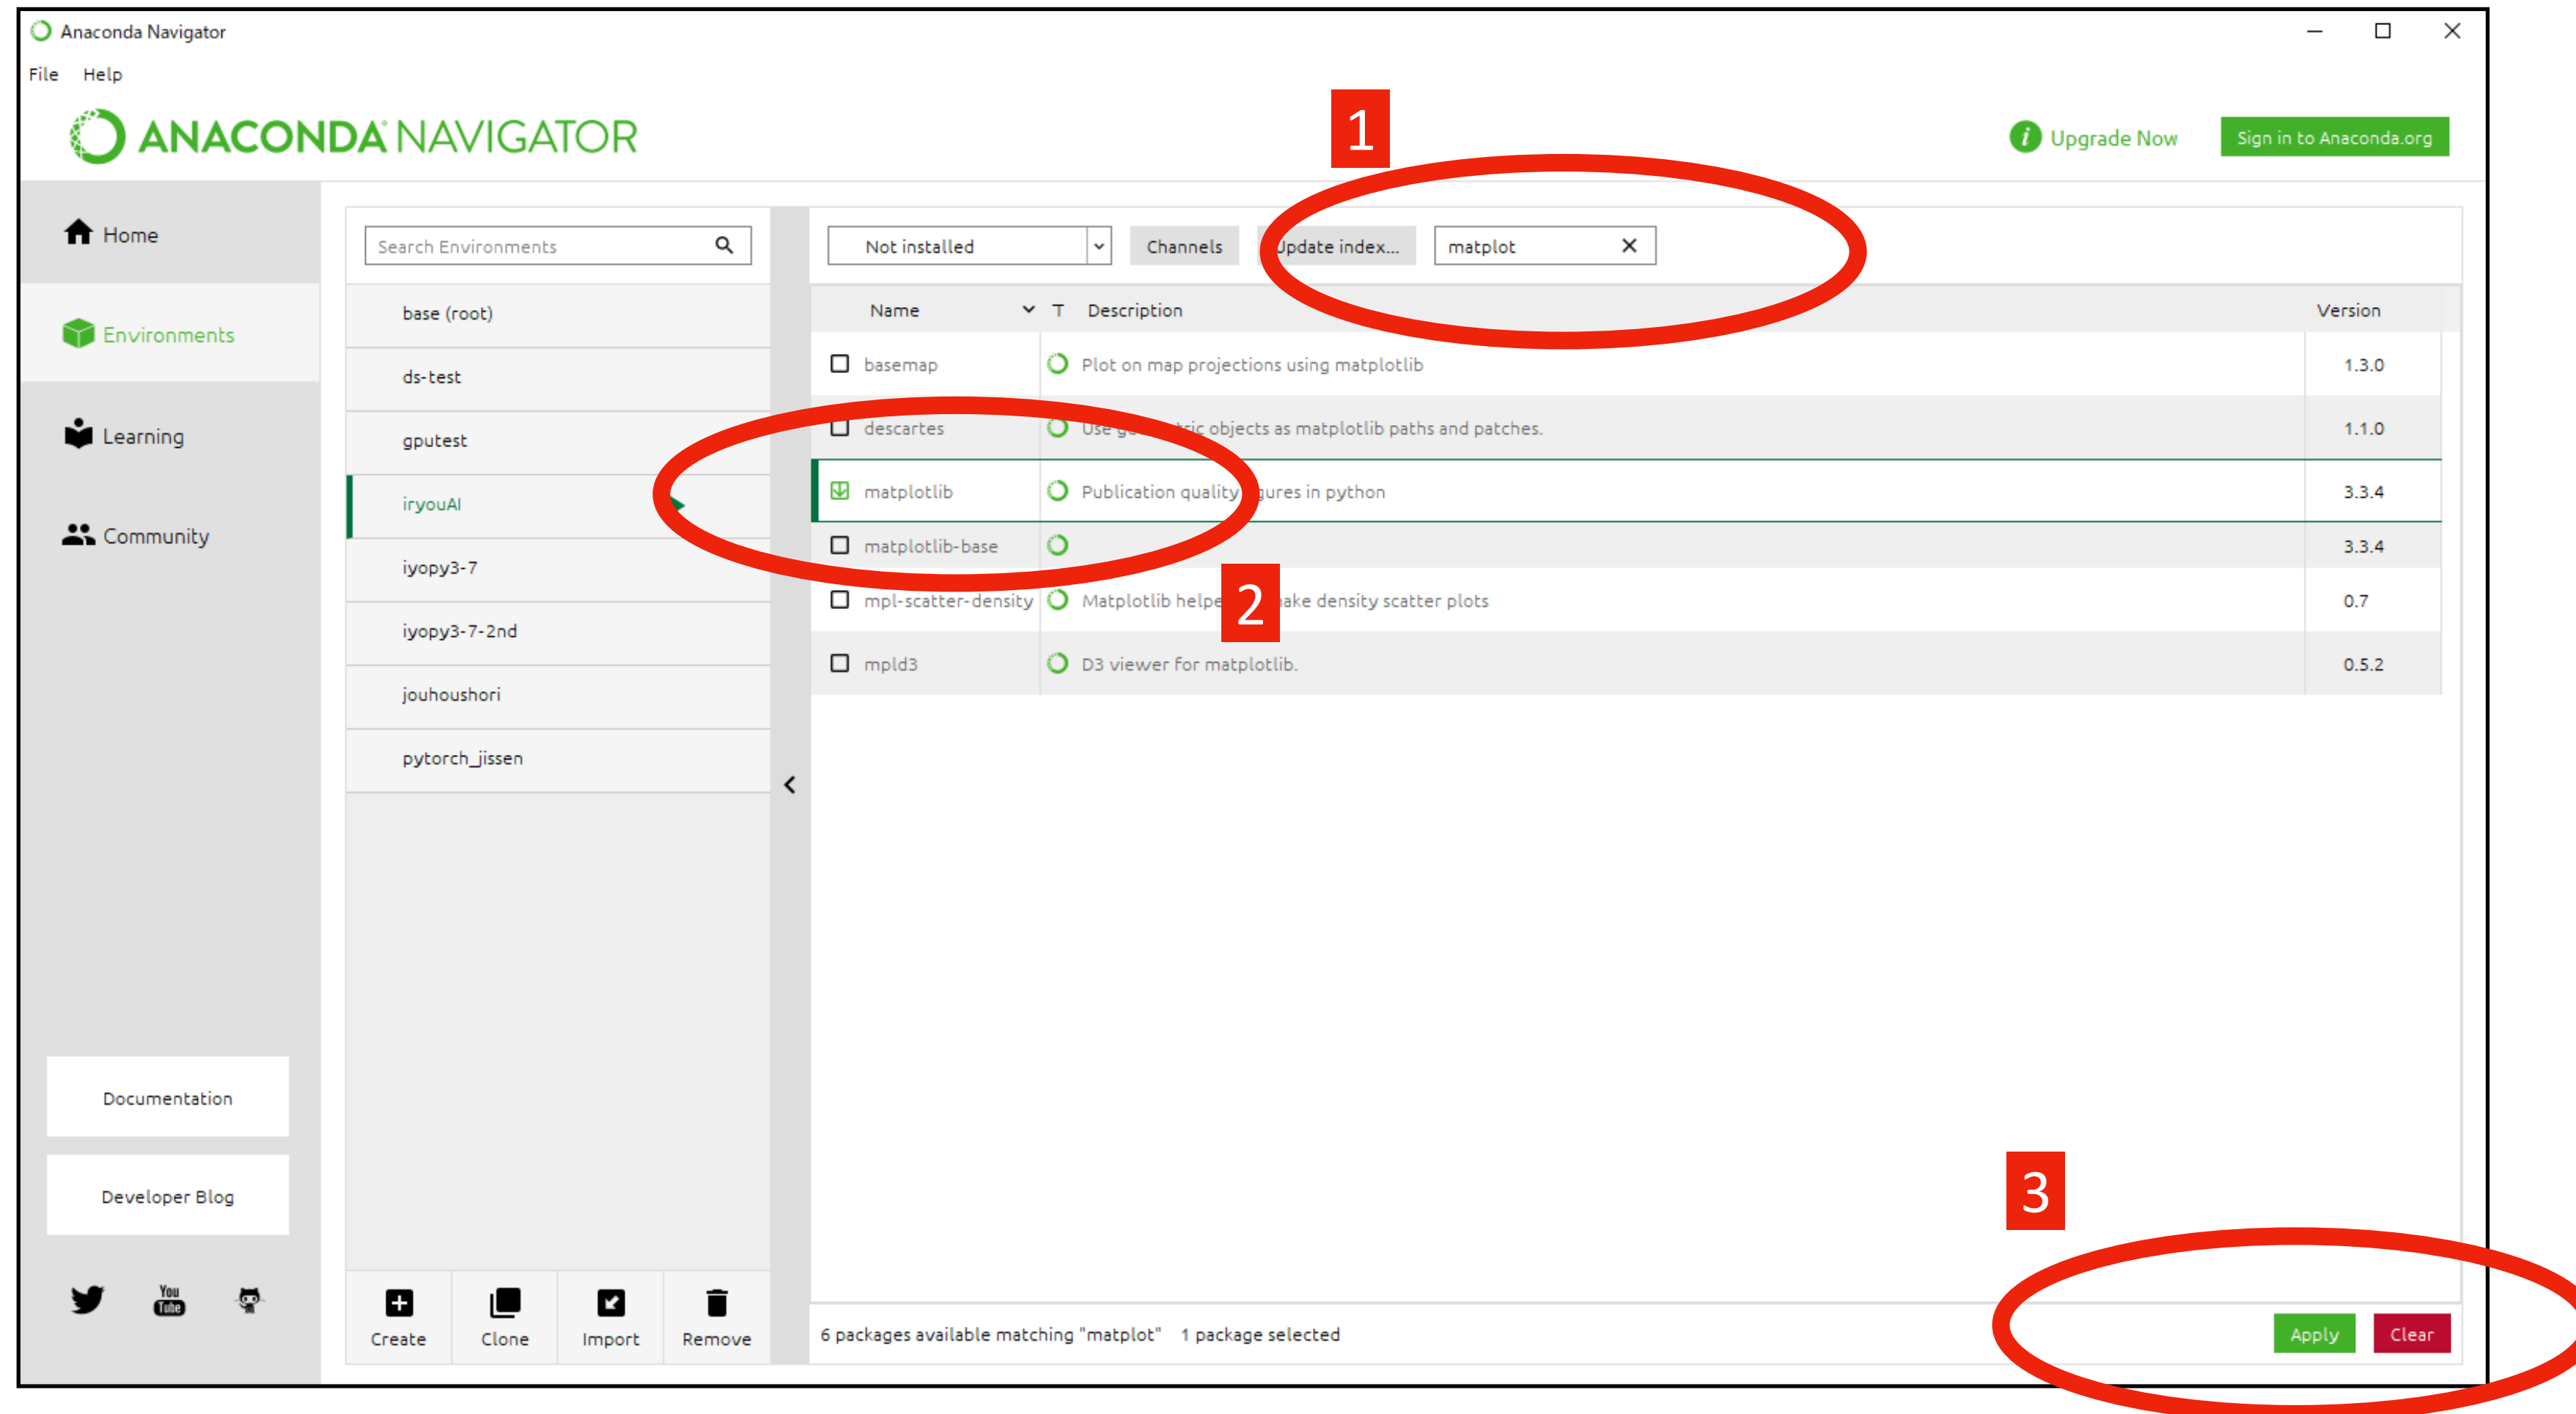 Anaconda Navigator
File Help
ANACONDA NAVIGATOR
1
Upgrade Now
Sign in to Anaconda.org
Home
Environments
Learning
Community
Documentation
Developer Blog
You
Tube
Search Environments
base (root)
ds-test
gputest
iryouAI
iyopy3-7
iyopy3-7-2nd
jouhoushori
pytorch_jissen
Create Clone Import Remove
Not installed Channels Update index... matplot
Name T Description Version
basemap Plot on map projections using matplotlib 1.3.0
descartes Use objects as matplotlib paths and patches. 1.1.0
matplotlib Publication quality figures in python 3.3.4
matplotlib-base 3.3.4
2
mpl-scatter-density Matplotlib density scatter plots 0.7
mpld3 D3 viewer for matplotlib. 0.5.2
3
6 packages available matching "matplot" 1 package selected
Apply Clear